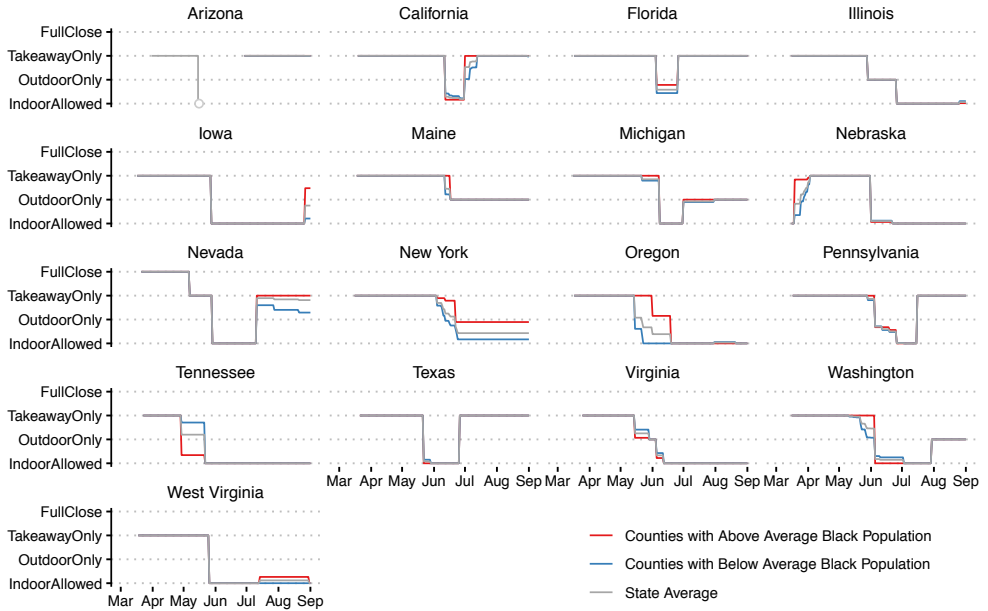 Arizona California Florida Illinois
FullClose
TakeawayOnly
OutdoorOnly
IndoorAllowed
Iowa Maine Michigan Nebraska
FullClose
TakeawayOnly
OutdoorOnly
IndoorAllowed
Nevada New York Oregon Pennsylvania
FullClose
TakeawayOnly
OutdoorOnly
IndoorAllowed
Tennessee Texas Virginia Washington
FullClose
TakeawayOnly
OutdoorOnly
IndoorAllowed
Mar Apr May Jun Jul Aug Sep Mar Apr May Jun Jul Aug Sep Mar Apr May Jun Jul Aug Sep
West Virginia
FullClose
TakeawayOnly
OutdoorOnly
IndoorAllowed
Mar Apr May Jun Jul Aug Sep
Counties with Above Average Black Population
Counties with Below Average Black Population
State Average